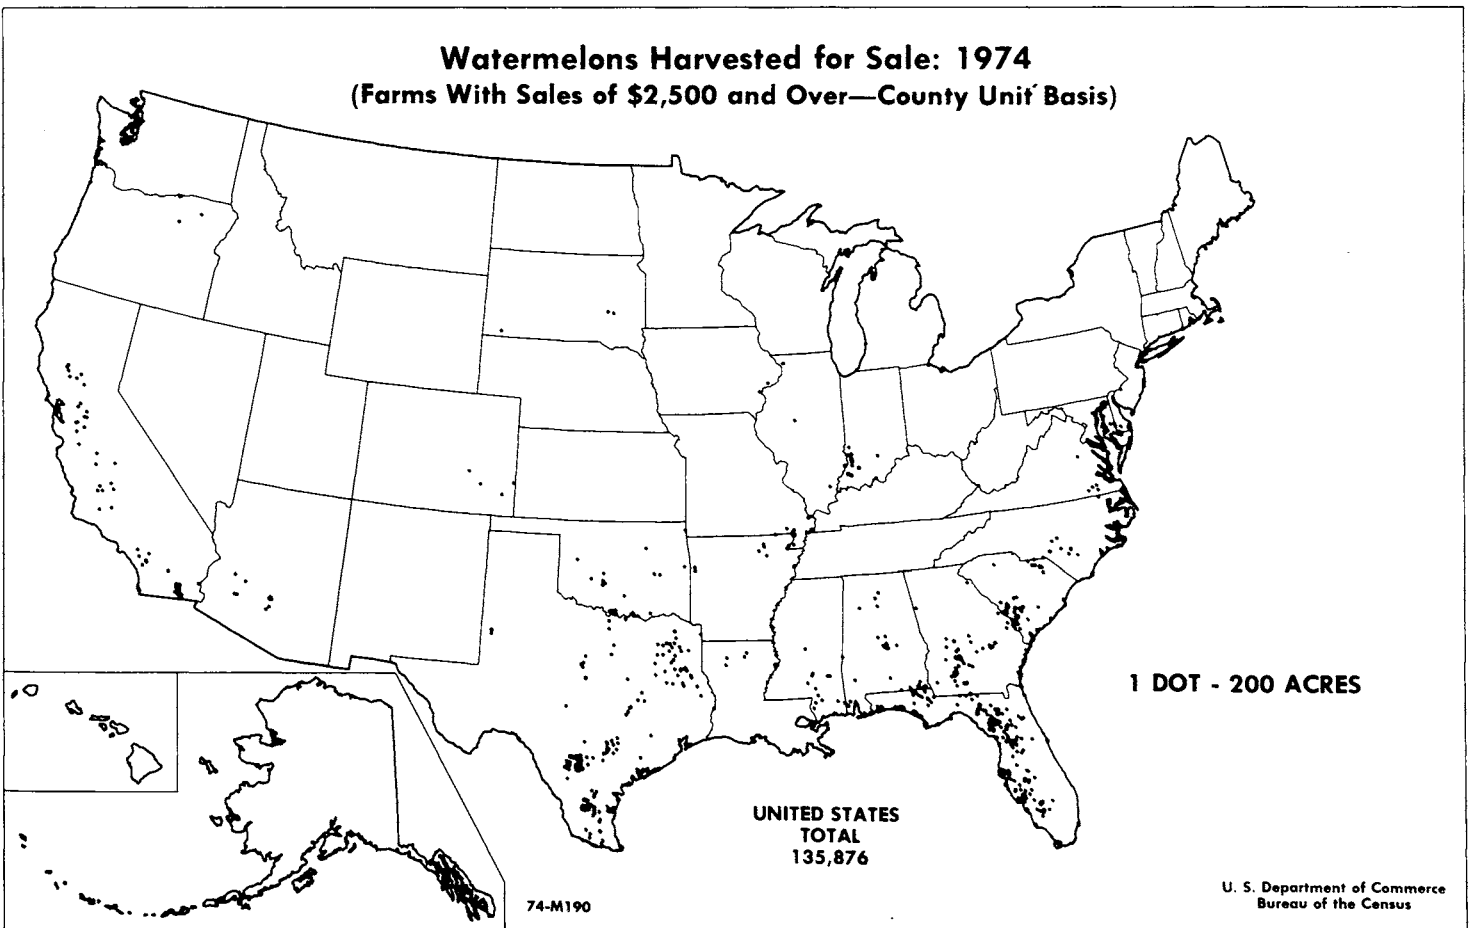 Watermelons Harvested for Sale: 1974
(Farms With Sales of $2,500 and Over—County Unit Basis)
1 DOT - 200 ACRES
UNITED STATES
TOTAL
135,876
74-M190
U. S. Department of Commerce
Bureau of the Census